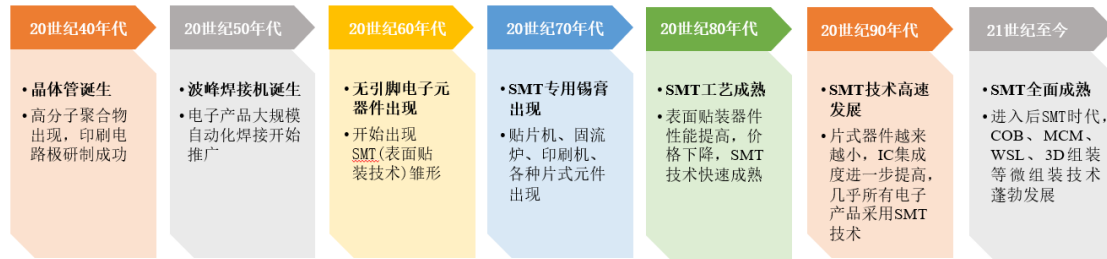 20世纪40年代
20世纪50年代
20世纪60年代
20世纪70年代
20世纪80年代
20世纪90年代
21世纪至今
•晶体管诞生
•高分子聚合物
出现，印刷电
路极研制成功
•波峰焊接机诞生
•电子产品大规模
自动化焊接开始
推广
•无引脚电子元
器件出现
•开始出现
SMT(表面贴
装技术)雏形
•SMT专用锡膏
出现
•贴片机、固流
炉、印刷机、
各种片式元件
出现
•SMT工艺成熟
•表面贴装器件
性能提高，价
格下降，SMT
技术快速成熟
•SMT技术高速
发展
•片式器件越来
越小，IC集成
度进一步提高，
几乎所有电子
产品采用SMT
技术
•SMT全面成熟
•进入后SMT时代，
COB、MCM、
WSL、3D组装
等微组装技术
蓬勃发展